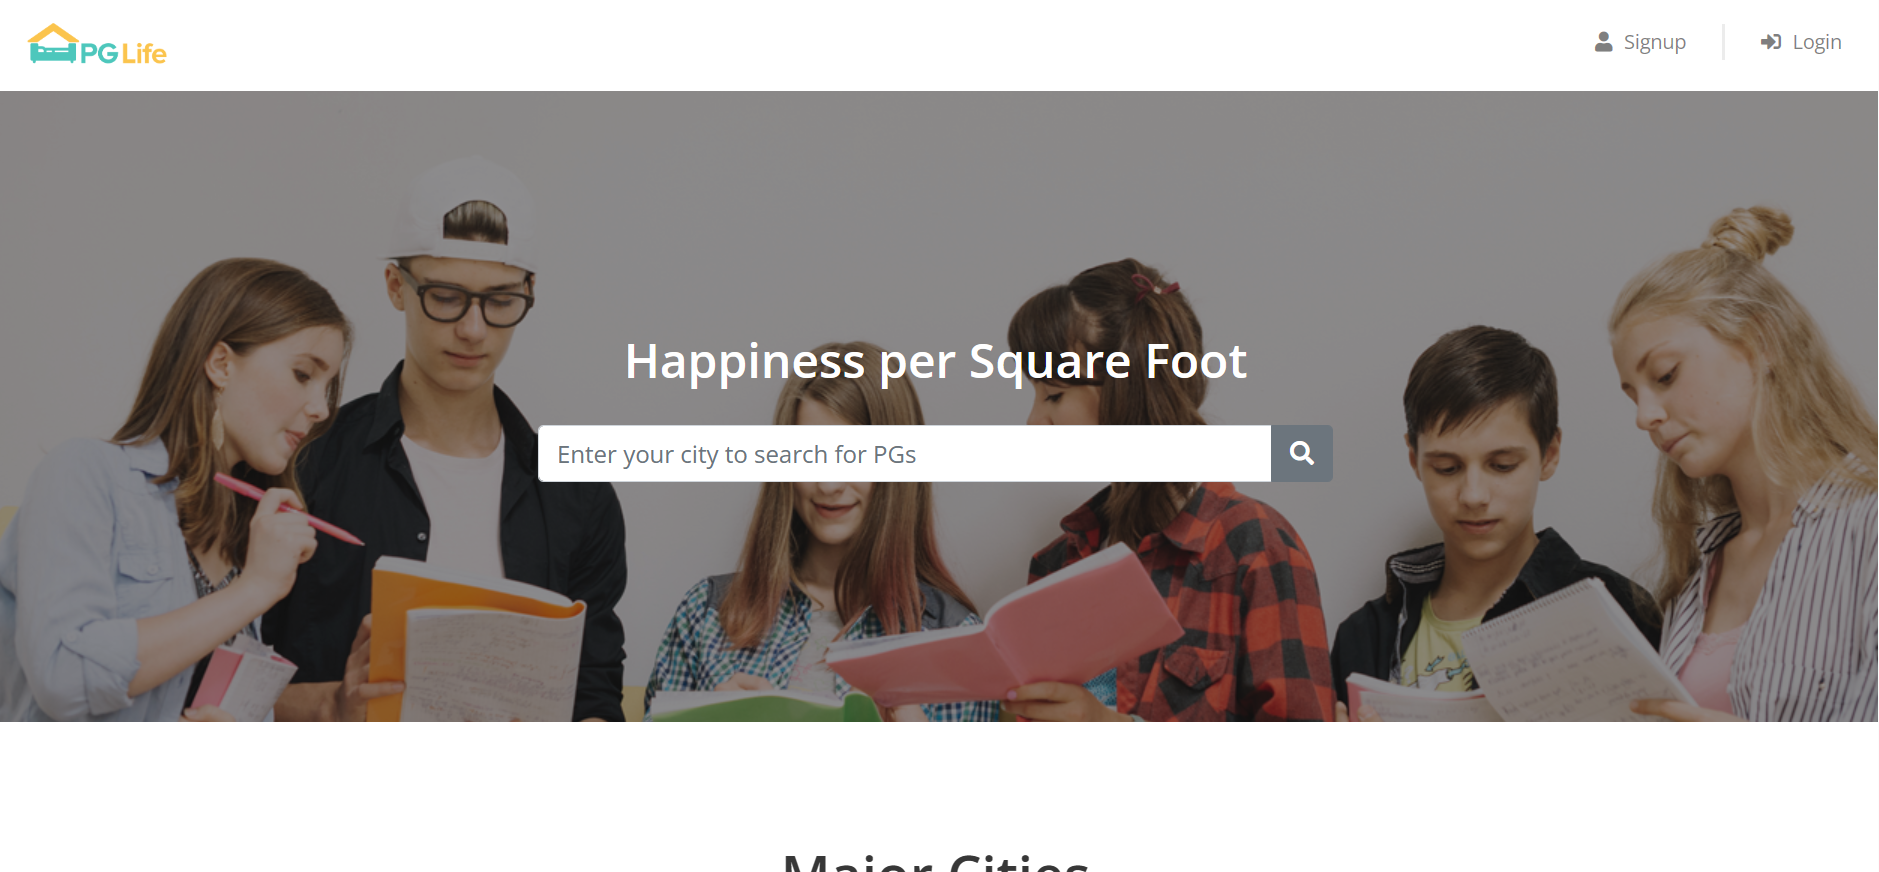 PG Life
Signup
Login
Happiness per Square Foot
Enter your city to search for PGs
Major Cities